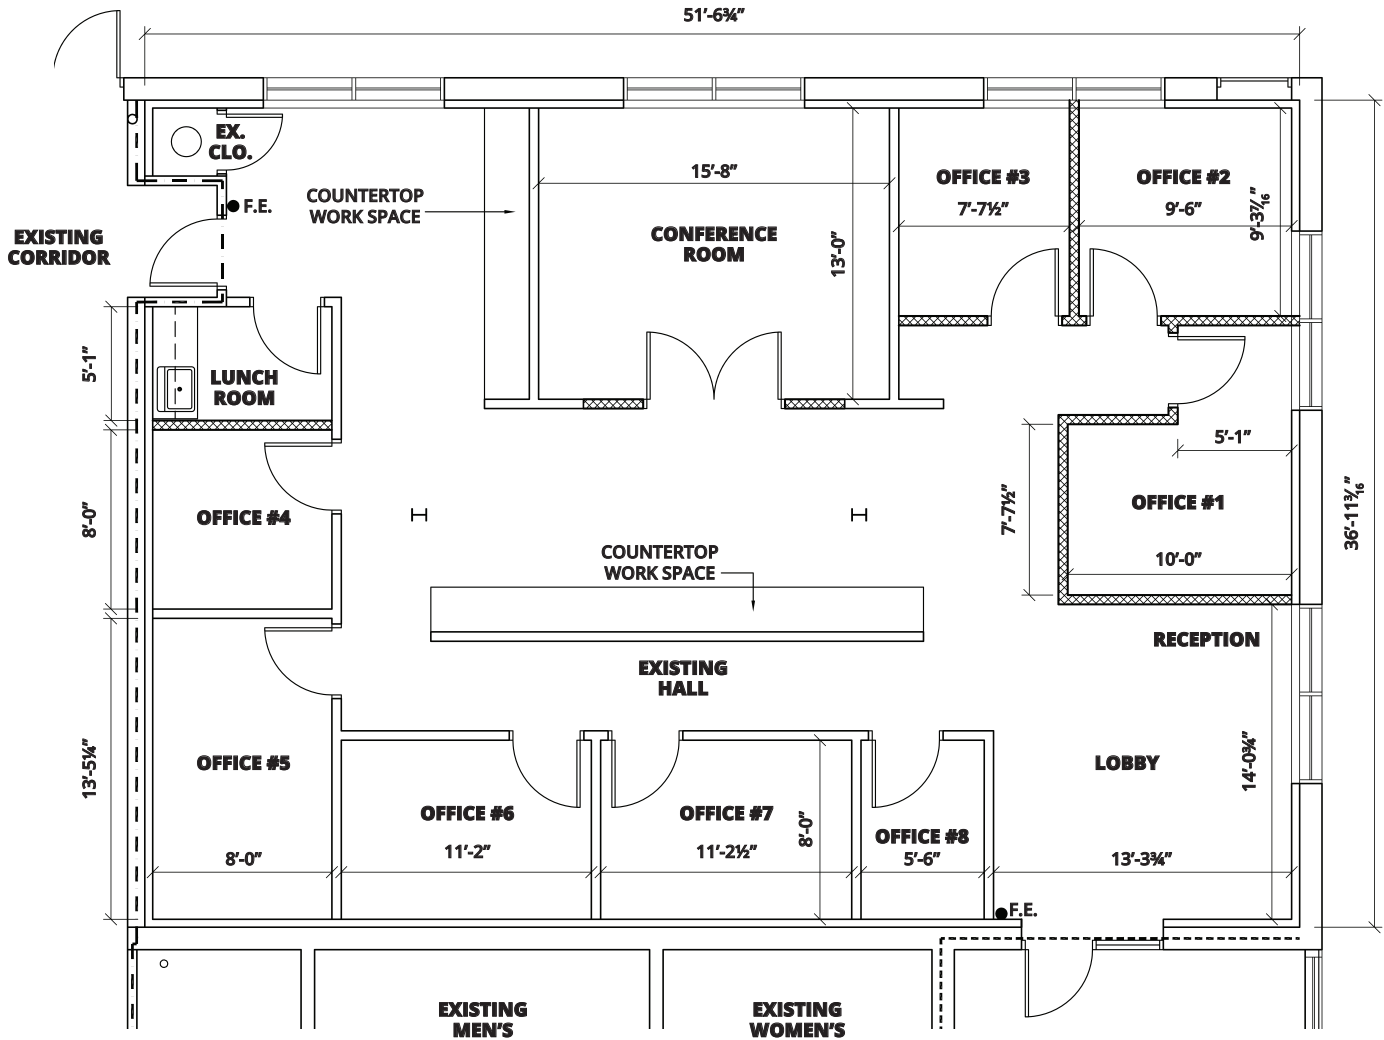 51'-6¾"
EX.
CLO.
F.E.
COUNTERTOP
WORK SPACE
15'-8"
CONFERENCE
ROOM
13'-0"
OFFICE #3
7'-7½"
OFFICE #2
9'-6"
9'-3 7/16"
EXISTING
CORRIDOR
5'-1"
LUNCH
ROOM
5'-1"
OFFICE #1
7'-7½"
10'-0"
36'-11 3/16"
8'-0"
OFFICE #4
COUNTERTOP
WORK SPACE
RECEPTION
EXISTING
HALL
13'-5¼"
OFFICE #5
8'-0"
OFFICE #6
11'-2"
OFFICE #7
11'-2½"
8'-0"
OFFICE #8
5'-6"
LOBBY
14'-0¾"
13'-3¾"
F.E.
EXISTING
MEN'S
EXISTING
WOMEN'S